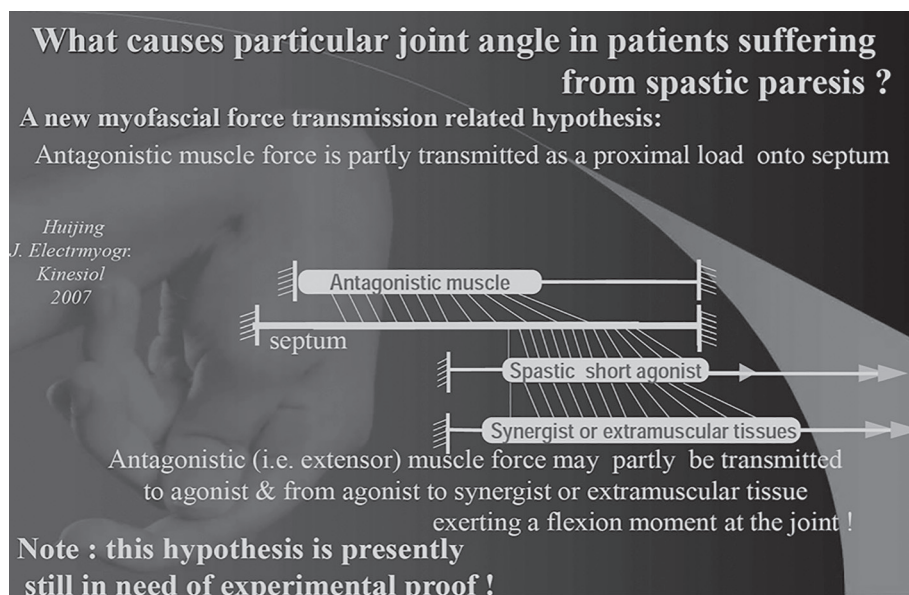 What causes particular joint angle in patients suffering
from spastic paresis ?
A new myofascial force transmission related hypothesis:
Antagonistic muscle force is partly transmitted as a proximal load onto septum
Huijing
J. Electrmyogr.
Kinesiol
2007
Antagonistic muscle
septum
Spastic short agonist
Synergist or extramuscular tissues
Antagonistic (i.e. extensor) muscle force may partly be transmitted
to agonist & from agonist to synergist or extramuscular tissue
exerting a flexion moment at the joint !
Note : this hypothesis is presently
still in need of experimental proof !